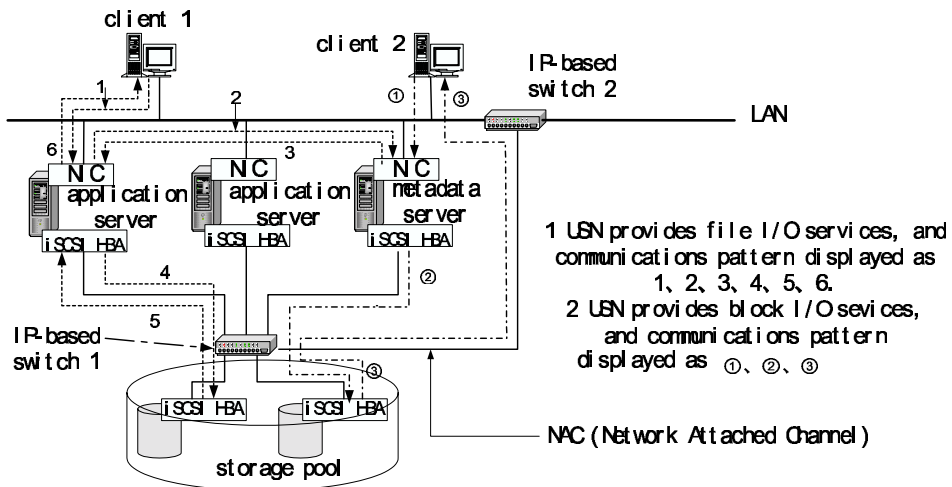 client 1
client 2
IP-based
switch 2
LAN
1
2
①
③
6
3
NIC
NIC
NIC
application
server
application
server
metadata
server
iSCSI HBA
iSCSI HBA
iSCSI HBA
1 USN provides file I/O services, and
communications pattern displayed as
1、2、3、4、5、6.
2 USN provides block I/O sevices,
and communications pattern
displayed as ①、②、③
4
②
5
IP-based
switch 1
③
iSCSI HBA
iSCSI HBA
NAC (Network Attached Channel)
storage pool